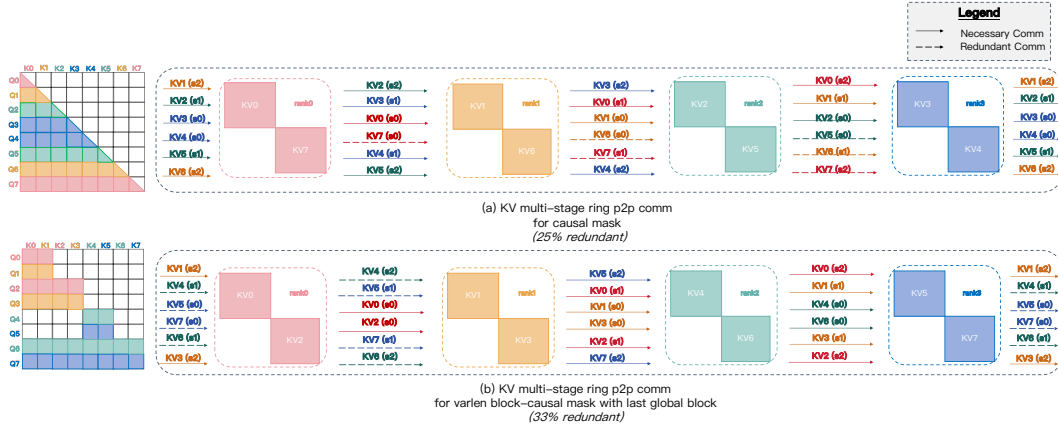 Legend
Necessary Comm
Redundant Comm
K0 K1 K2 K3 K4 K5 K6 K7
Q0
Q1
Q2
Q3
Q4
Q5
Q6
Q7
KV1 (s2)
KV2 (s1)
KV3 (s0)
KV4 (s0)
KV5 (s1)
KV6 (s2)
KV0 rank0
KV7
KV2 (s2)
KV3 (s1)
KV0 (s0)
KV7 (s0)
KV4 (s1)
KV5 (s2)
KV1 rank1
KV6
KV3 (s2)
KV0 (s1)
KV1 (s0)
KV6 (s0)
KV7 (s1)
KV4 (s2)
KV2 rank2
KV5
KV0 (s2)
KV1 (s1)
KV2 (s0)
KV5 (s0)
KV6 (s1)
KV7 (s2)
KV3 rank3
KV4
KV1 (s2)
KV2 (s1)
KV3 (s0)
KV4 (s0)
KV5 (s1)
KV6 (s2)
(a) KV multi-stage ring p2p comm
for causal mask
(25% redundant)
K0 K1 K2 K3 K4 K5 K6 K7
Q0
Q1
Q2
Q3
Q4
Q5
Q6
Q7
KV1 (s2)
KV4 (s1)
KV5 (s0)
KV7 (s0)
KV6 (s1)
KV3 (s2)
KV0 rank0
KV2
KV4 (s2)
KV5 (s1)
KV0 (s0)
KV2 (s0)
KV7 (s1)
KV6 (s2)
KV1 rank1
KV3
KV5 (s2)
KV0 (s1)
KV1 (s0)
KV3 (s0)
KV2 (s1)
KV7 (s2)
KV4 rank2
KV6
KV0 (s2)
KV1 (s1)
KV4 (s0)
KV6 (s0)
KV3 (s1)
KV2 (s2)
KV5 rank3
KV7
KV1 (s2)
KV4 (s1)
KV5 (s0)
KV7 (s0)
KV6 (s1)
KV3 (s2)
(b) KV multi-stage ring p2p comm
for varlen block-causal mask with last global block
(33% redundant)